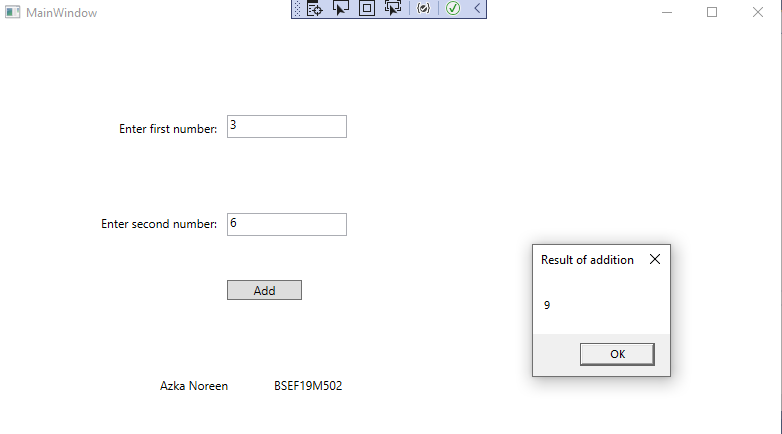 MainWindow
Enter first number: 3
Enter second number: 6
Add
Result of addition
9
OK
Azka Noreen BSEF19M502